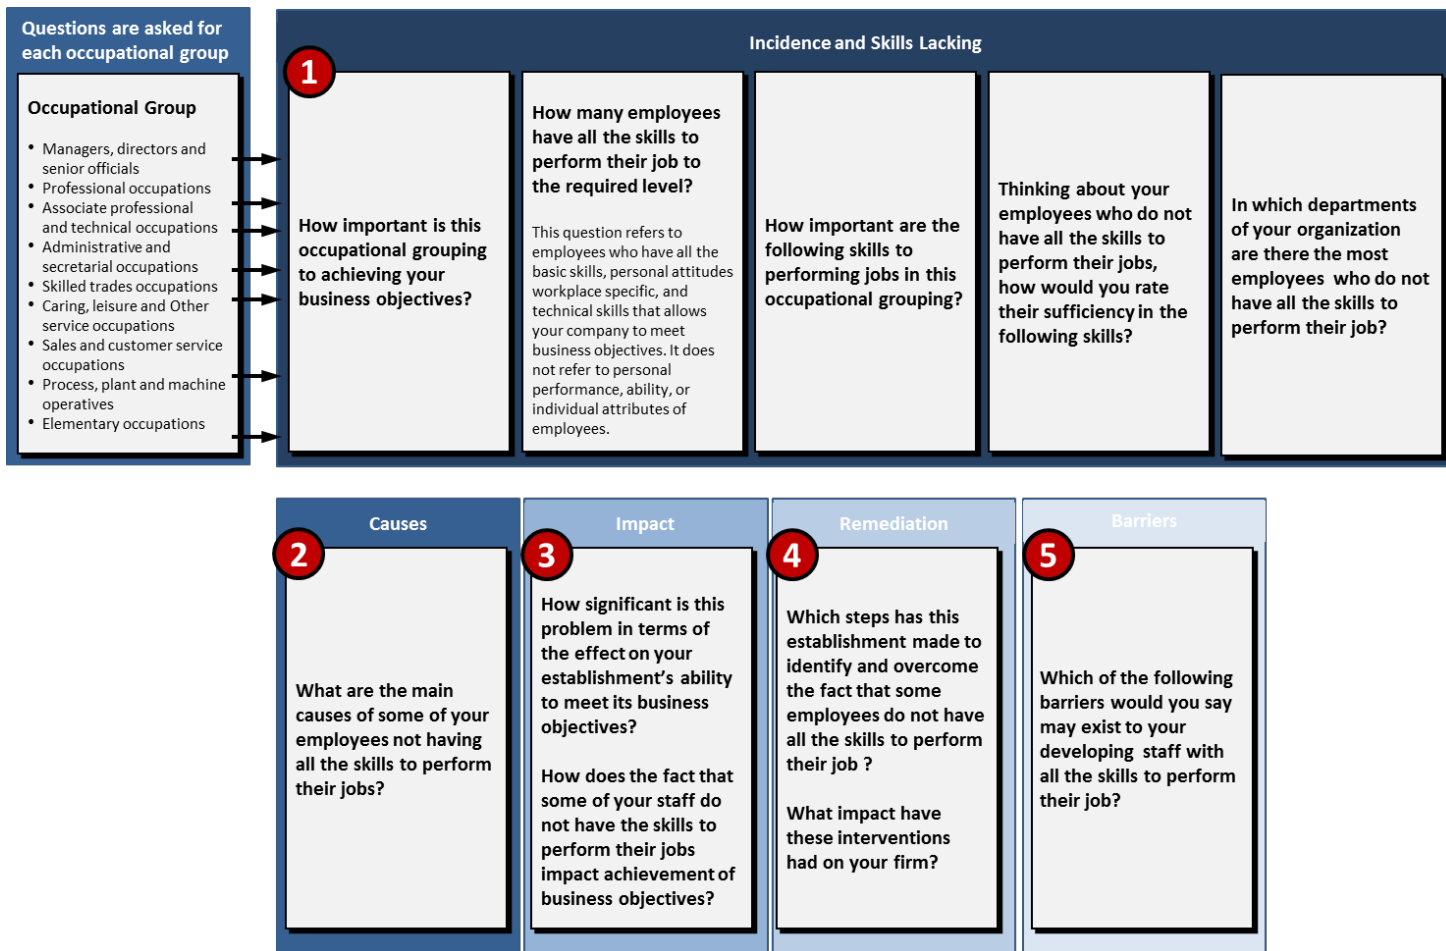 Questions are asked for
each occupational group
Occupational Group
• Managers, directors and
senior officials
• Professional occupations
• Associate professional
and technical occupations
• Administrative and
secretarial occupations
• Skilled trades occupations
• Caring, leisure and Other
service occupations
• Sales and customer service
occupations
• Process, plant and machine
operatives
• Elementary occupations
Incidence and Skills Lacking
1
How important is this
occupational grouping
to achieving your
business objectives?
How many employees
have all the skills to
perform their job to
the required level?
This question refers to
employees who have all the
basic skills, personal attitudes
workplace specific, and
technical skills that allows
your company to meet
business objectives. It does
not refer to personal
performance, ability, or
individual attributes of
employees.
How important are the
following skills to
performing jobs in this
occupational grouping?
Thinking about your
employees who do not
have all the skills to
perform their jobs,
how would you rate
their sufficiency in the
following skills?
In which departments
of your organization
are there the most
employees who do not
have all the skills to
perform their job?
Causes
2
What are the main
causes of some of your
employees not having
all the skills to perform
their jobs?
Impact
3
How significant is this
problem in terms of
the effect on your
establishment's ability
to meet its business
objectives?
How does the fact that
some of your staff do
not have the skills to
perform their jobs
impact achievement of
business objectives?
Remediation
4
Which steps has this
establishment made to
identify and overcome
the fact that some
employees do not have
all the skills to perform
their job ?
What impact have
these interventions
had on your firm?
Barriers
5
Which of the following
barriers would you say
may exist to your
developing staff with
all the skills to perform
their job?